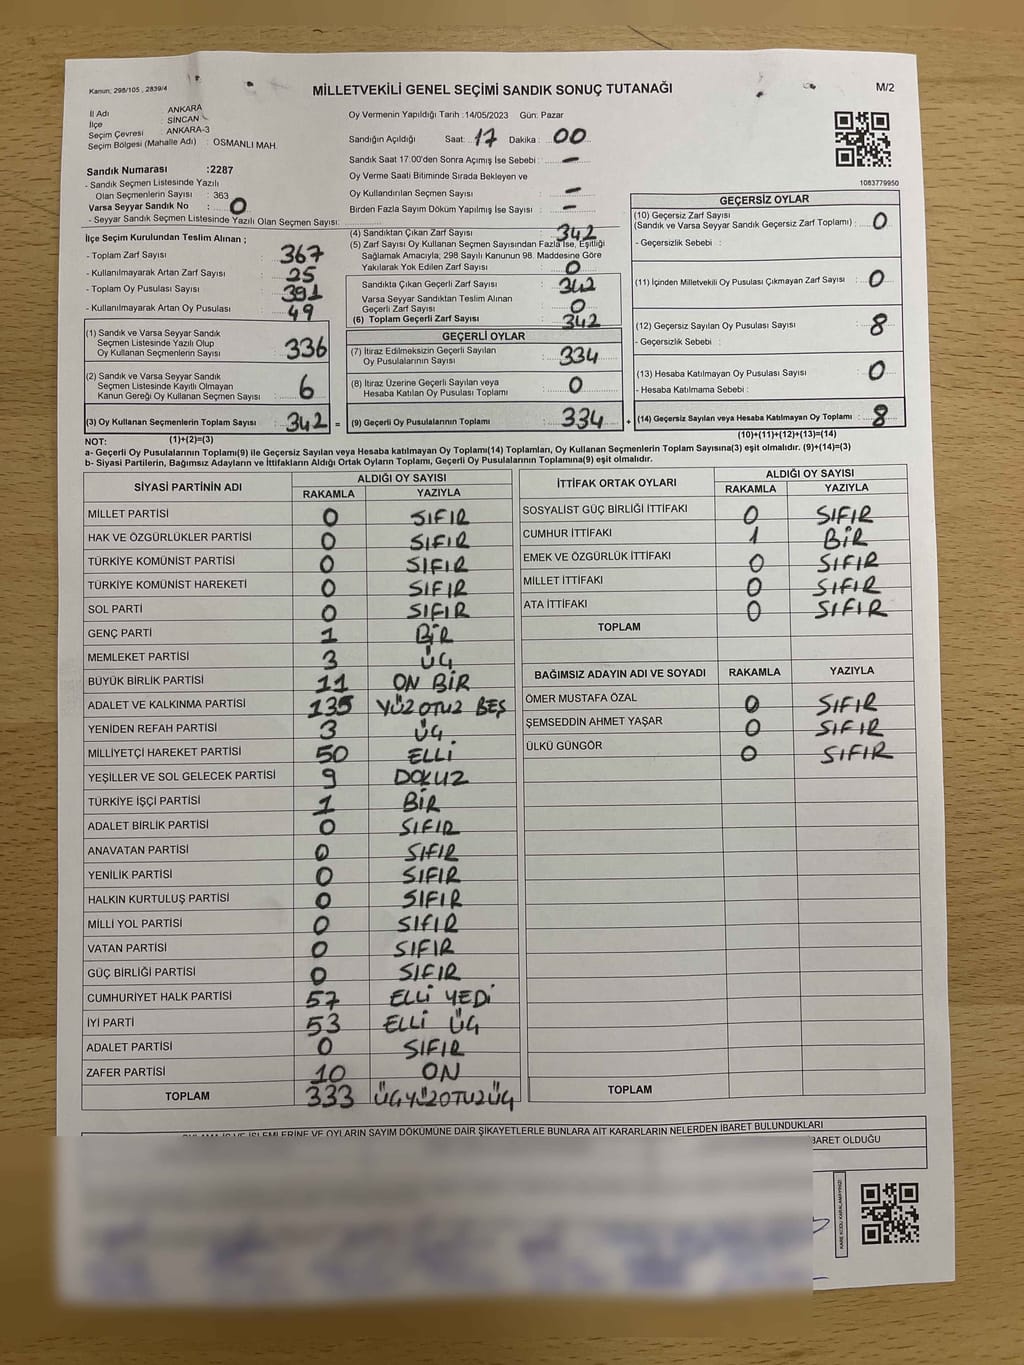 Kanun; 298/105 , 2839/4
MİLLETVEKİLİ GENEL SEÇİMİ SANDIK SONUÇ TUTANAĞI
M/2
İl Adı : ANKARA
İlçe : SİNCAN
Seçim Çevresi : ANKARA-3
Seçim Bölgesi (Mahalle Adı) : OSMANLI MAH.
Sandık Numarası :2287
- Sandık Seçmen Listesinde Yazılı
Olan Seçmenlerin Sayısı : 363
Varsa Seyyar Sandık No : 0
- Seyyar Sandık Seçmen Listesinde Yazılı Olan Seçmen Sayısı:
Oy Vermenin Yapıldığı Tarih :14/05/2023 Gün: Pazar
Sandığın Açıldığı Saat: 17 Dakika : 00
Sandık Saat 17.00'den Sonra Açımış İse Sebebi : -
Oy Verme Saati Bitiminde Sırada Bekleyen ve
Oy Kullandırılan Seçmen Sayısı : -
Birden Fazla Sayım Döküm Yapılmış İse Sayısı : -
1083779950
İlçe Seçim Kurulundan Teslim Alınan ;
- Toplam Zarf Sayısı : 367
- Kullanılmayarak Artan Zarf Sayısı : 25
- Toplam Oy Pusulası Sayısı : 391
- Kullanılmayarak Artan Oy Pusulası : 49
(1) Sandık ve Varsa Seyyar Sandık
Seçmen Listesinde Yazılı Olup
Oy Kullanan Seçmenlerin Sayısı : 336
(2) Sandık ve Varsa Seyyar Sandık
Seçmen Listesinde Kayıtlı Olmayan
Kanun Gereği Oy Kullanan Seçmen Sayısı : 6
(3) Oy Kullanan Seçmenlerin Toplam Sayısı : 342 =
(4) Sandıktan Çıkan Zarf Sayısı : 342
(5) Zarf Sayısı Oy Kullanan Seçmen Sayısından Fazla İse, Eşitliği
Sağlamak Amacıyla, 298 Sayılı Kanunun 98. Maddesine Göre
Yakılarak Yok Edilen Zarf Sayısı : 0
Sandıkta Çıkan Geçerli Zarf Sayısı : 342
Varsa Seyyar Sandıktan Teslim Alınan
Geçerli Zarf Sayısı : 0
(6) Toplam Geçerli Zarf Sayısı : 342
GEÇERLİ OYLAR
(7) İtiraz Edilmeksizin Geçerli Sayılan
Oy Pusulalarının Sayısı : 334
(8) İtiraz Üzerine Geçerli Sayılan veya
Hesaba Katılan Oy Pusulası Toplamı : 0
(9) Geçerli Oy Pusulalarının Toplamı : 334 +
GEÇERSİZ OYLAR
(10) Geçersiz Zarf Sayısı
(Sandık ve Varsa Seyyar Sandık Geçersiz Zarf Toplamı) : 0
- Geçersizlik Sebebi :
(11) İçinden Milletvekili Oy Pusulası Çıkmayan Zarf Sayısı : 0
(12) Geçersiz Sayılan Oy Pusulası Sayısı : 8
- Geçersizlik Sebebi :
(13) Hesaba Katılmayan Oy Pusulası Sayısı : 0
- Hesaba Katılmama Sebebi :
(14) Geçersiz Sayılan veya Hesaba Katılmayan Oy Toplamı : 8
NOT: (1)+(2)=(3)
(10)+(11)+(12)+(13)=(14)
a- Geçerli Oy Pusulalarının Toplamı(9) ile Geçersiz Sayılan veya Hesaba katılmayan Oy Toplamı(14) Toplamları, Oy Kullanan Seçmenlerin Toplam Sayısına(3) eşit olmalıdır. (9)+(14)=(3)
b- Siyasi Partilerin, Bağımsız Adayların ve İttifakların Aldığı Ortak Oyların Toplamı, Geçerli Oy Pusulalarının Toplamına(9) eşit olmalıdır.
SİYASİ PARTİNİN ADI ALDIĞI OY SAYISI
RAKAMLA YAZIYLA
MİLLET PARTİSİ 0 SIFIR
HAK VE ÖZGÜRLÜKLER PARTİSİ 0 SIFIR
TÜRKİYE KOMÜNİST PARTİSİ 0 SIFIR
TÜRKİYE KOMÜNİST HAREKETİ 0 SIFIR
SOL PARTİ 0 SIFIR
GENÇ PARTİ 1 BİR
MEMLEKET PARTİSİ 3 ÜÇ
BÜYÜK BİRLİK PARTİSİ 11 ON BİR
ADALET VE KALKINMA PARTİSİ 135 YÜZOTUZ BEŞ
YENİDEN REFAH PARTİSİ 3 ÜÇ
MİLLİYETÇİ HAREKET PARTİSİ 50 ELLİ
YEŞİLLER VE SOL GELECEK PARTİSİ 9 DOKUZ
TÜRKİYE İŞÇİ PARTİSİ 1 BİR
ADALET BİRLİK PARTİSİ 0 SIFIR
ANAVATAN PARTİSİ 0 SIFIR
YENİLİK PARTİSİ 0 SIFIR
HALKIN KURTULUŞ PARTİSİ 0 SIFIR
MİLLİ YOL PARTİSİ 0 SIFIR
VATAN PARTİSİ 0 SIFIR
GÜÇ BİRLİĞİ PARTİSİ 0 SIFIR
CUMHURİYET HALK PARTİSİ 57 ELLİ YEDİ
İYİ PARTİ 53 ELLİ ÜÇ
ADALET PARTİSİ 0 SIFIR
ZAFER PARTİSİ 10 ON
TOPLAM 333 ÜÇYÜZOTUZÜÇ
İTTİFAK ORTAK OYLARI ALDIĞI OY SAYISI
RAKAMLA YAZIYLA
SOSYALİST GÜÇ BİRLİĞİ İTTİFAKI 0 SIFIR
CUMHUR İTTİFAKI 1 BİR
EMEK VE ÖZGÜRLÜK İTTİFAKI 0 SIFIR
MİLLET İTTİFAKI 0 SIFIR
ATA İTTİFAKI 0 SIFIR
TOPLAM
BAĞIMSIZ ADAYIN ADI VE SOYADI RAKAMLA YAZIYLA
ÖMER MUSTAFA ÖZAL 0 SIFIR
ŞEMSEDDİN AHMET YAŞAR 0 SIFIR
ÜLKÜ GÜNGÖR 0 SIFIR
TOPLAM
İŞLEMLERİNE VE OYLARIN SAYIM DÖKÜMÜNE DAİR ŞİKAYETLERLE BUNLARA AİT KARARLARIN NELERDEN İBARET BULUNDUKLARI
İBARET OLDUĞU
KARE KODU KARALAMAYINIZ!